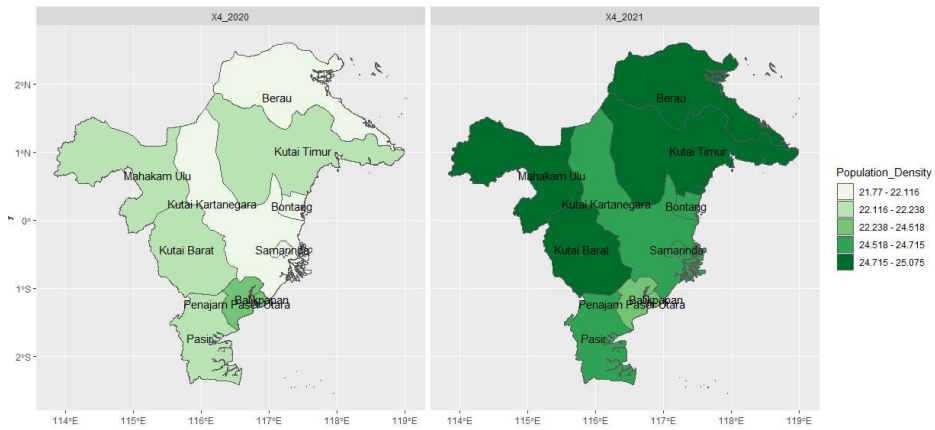 X4_2020
X4_2021
2°N
1°N
0°
1°S
2°S
y
Berau
Kutai Timur
Mahakam Ulu
Kutai Kartanegara
Bontang
Kutai Barat
Samarinda
Balikpapan
Penajam Paser Utara
Pasir
Berau
Kutai Timur
Mahakam Ulu
Kutai Kartanegara
Bontang
Kutai Barat
Samarinda
Balikpapan
Penajam Paser Utara
Pasir
114°E 115°E 116°E 117°E 118°E 119°E
114°E 115°E 116°E 117°E 118°E 119°E
Population_Density
21.77 - 22.116
22.116 - 22.238
22.238 - 24.518
24.518 - 24.715
24.715 - 25.075